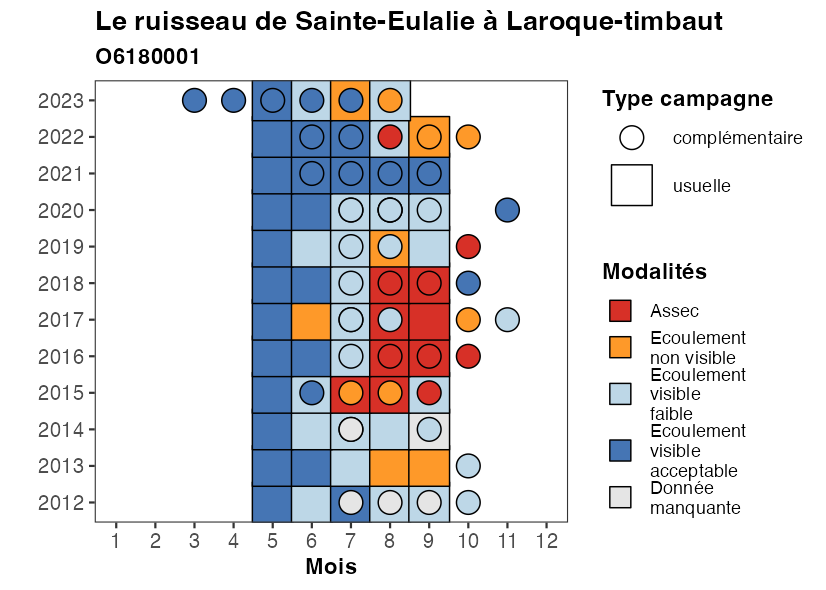 Le ruisseau de Sainte-Eulalie à Laroque-timbaut
O6180001
2023
2022
2021
2020
2019
2018
2017
2016
2015
2014
2013
2012
1 2 3 4 5 6 7 8 9 10 11 12
Mois
Type campagne
complémentaire
usuelle
Modalités
Assec
Ecoulement
non visible
Ecoulement
visible
faible
Ecoulement
visible
acceptable
Donnée
manquante